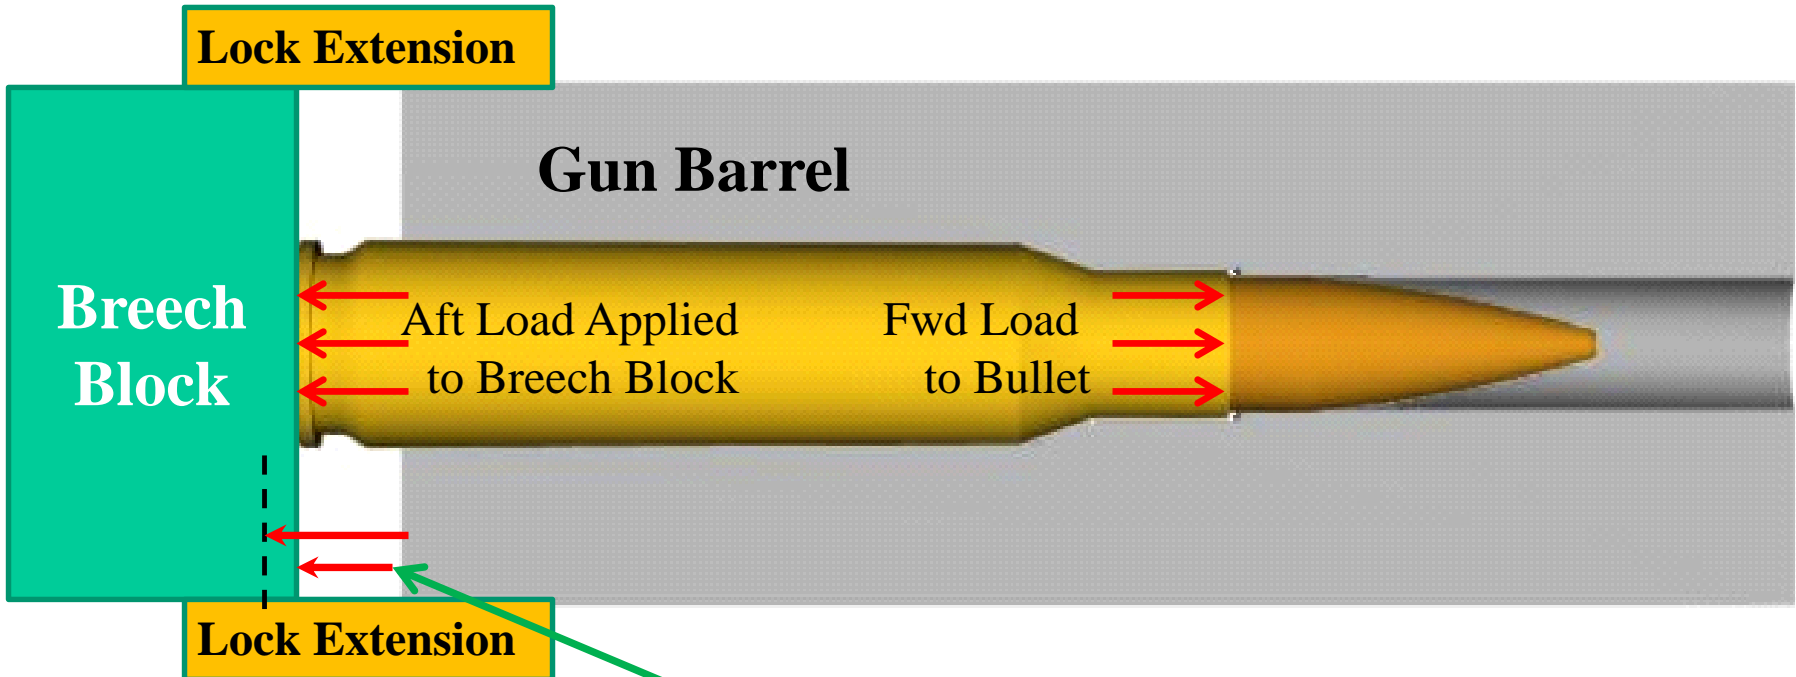 Lock Extension
Gun Barrel
Breech
Block
Aft Load Applied
to Breech Block
Fwd Load
to Bullet
Lock Extension